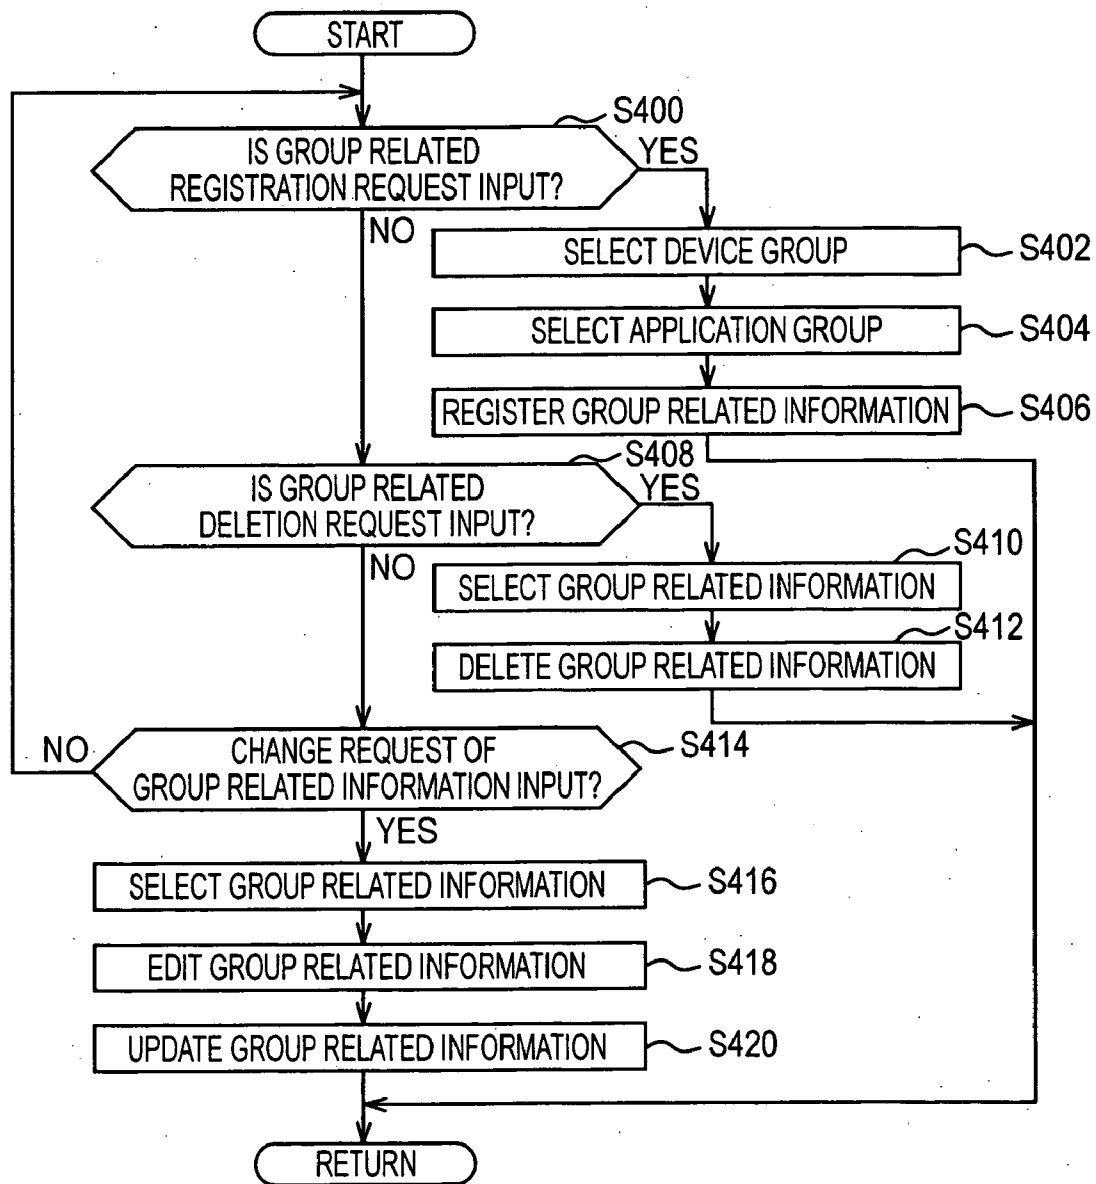 START
S400
IS GROUP RELATED
REGISTRATION REQUEST INPUT?
YES
NO
SELECT DEVICE GROUP
S402
SELECT APPLICATION GROUP
S404
REGISTER GROUP RELATED INFORMATION
S406
S408
IS GROUP RELATED
DELETION REQUEST INPUT?
YES
NO
S410
SELECT GROUP RELATED INFORMATION
S412
DELETE GROUP RELATED INFORMATION
NO
CHANGE REQUEST OF
GROUP RELATED INFORMATION INPUT?
S414
YES
SELECT GROUP RELATED INFORMATION
S416
EDIT GROUP RELATED INFORMATION
S418
UPDATE GROUP RELATED INFORMATION
S420
RETURN